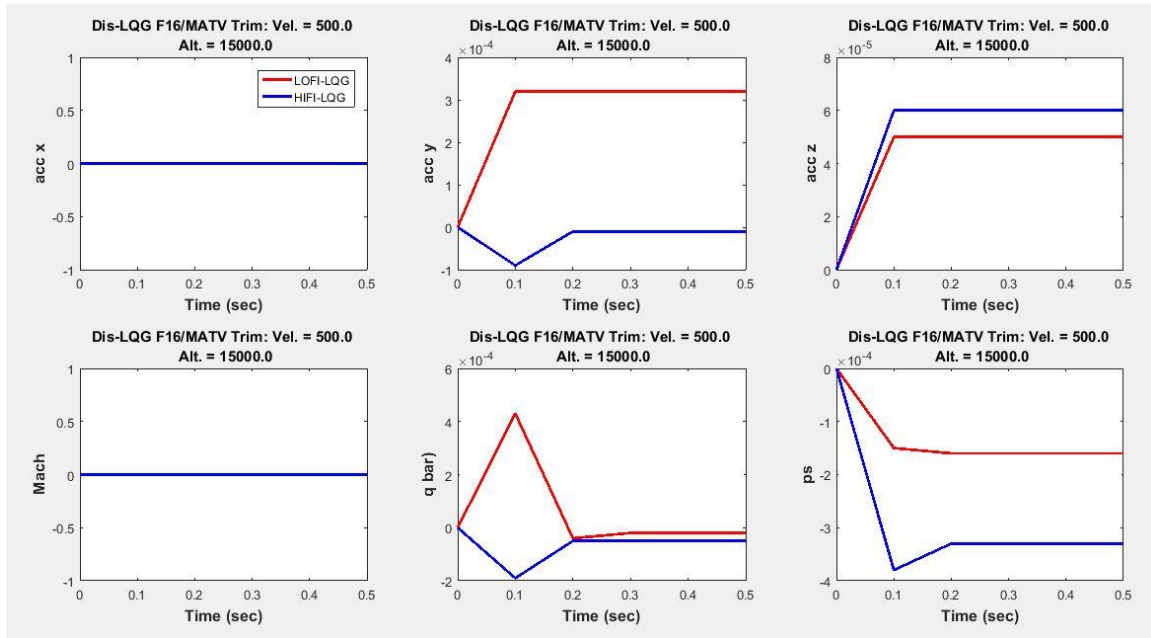 Dis-LQG F16/MATV Trim: Vel. = 500.0
Alt. = 15000.0
1
0.5
0
-0.5
-1
acc x
LOFI-LQG
HIFI-LQG
0 0.1 0.2 0.3 0.4 0.5
Time (sec)
Dis-LQG F16/MATV Trim: Vel. = 500.0
Alt. = 15000.0
×10-4
4
3
2
1
0
-1
acc y
0 0.1 0.2 0.3 0.4 0.5
Time (sec)
Dis-LQG F16/MATV Trim: Vel. = 500.0
Alt. = 15000.0
×10-5
8
6
4
2
0
acc z
0 0.1 0.2 0.3 0.4 0.5
Time (sec)
Dis-LQG F16/MATV Trim: Vel. = 500.0
Alt. = 15000.0
1
0.5
0
-0.5
-1
Mach
0 0.1 0.2 0.3 0.4 0.5
Time (sec)
Dis-LQG F16/MATV Trim: Vel. = 500.0
Alt. = 15000.0
×10-4
6
4
2
0
-2
q bar)
0 0.1 0.2 0.3 0.4 0.5
Time (sec)
Dis-LQG F16/MATV Trim: Vel. = 500.0
Alt. = 15000.0
×10-4
0
-1
-2
-3
-4
ps
0 0.1 0.2 0.3 0.4 0.5
Time (sec)